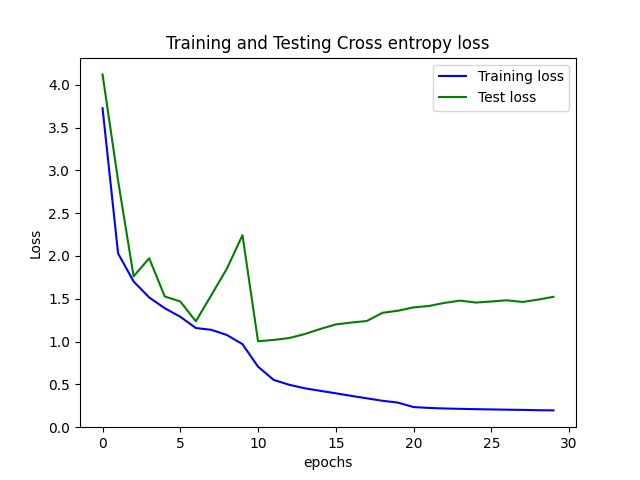 Training and Testing Cross entropy loss
Training loss
Test loss
Loss
4.0
3.5
3.0
2.5
2.0
1.5
1.0
0.5
0.0
0 5 10 15 20 25 30
epochs